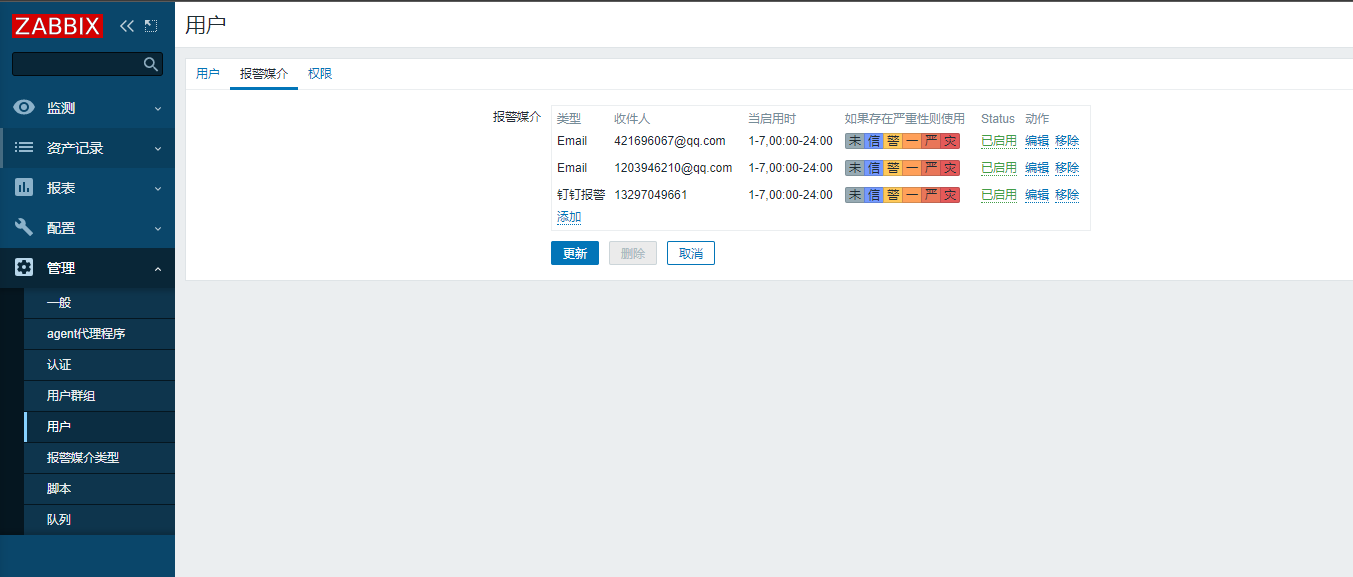 ZABBIX
监测
资产记录
报表
配置
管理
一般
agent代理程序
认证
用户群组
用户
报警媒介类型
脚本
队列
用户
用户 报警媒介 权限
报警媒介 类型 收件人 当启用时 如果存在严重性则使用 Status 动作
Email 421696067@qq.com 1-7,00:00-24:00 未 信 警 一 严 灾 已启用 编辑 移除
Email 1203946210@qq.com 1-7,00:00-24:00 未 信 警 一 严 灾 已启用 编辑 移除
钉钉报警 13297049661 1-7,00:00-24:00 未 信 警 一 严 灾 已启用 编辑 移除
添加
更新 删除 取消